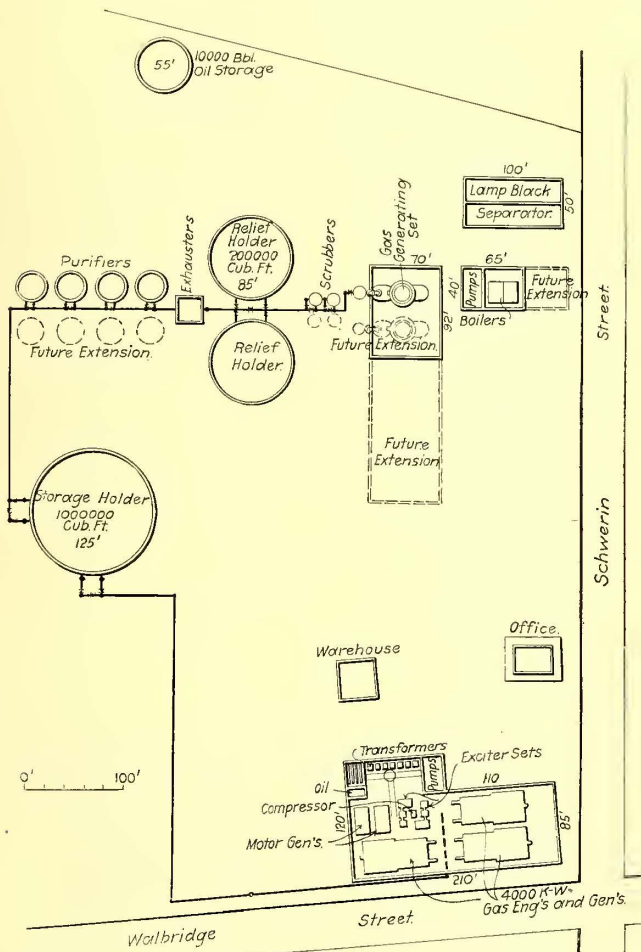 55'
10000 Bbl.
Oil Storage
100'
Lamp Black
Separator.
50'
Purifiers
Exhausters
Relief
Holder
200000
Cub. Ft.
85'
Scrubbers
Gas
Generating
Set
70'
40'
65'
Pumps
Future
Extension
Boilers
92'
Future Extension.
Relief
Holder.
Future Extension.
Future
Extension
Schwerin Street.
Storage Holder
1000000
Cub. Ft.
125'
Warehouse
Office.
0' 100'
Transformers
Exciter Sets
Oil
Pumps
Compressor
110
120'
85'
Motor Gen's.
210'
4000 K-W-
Gas Eng's and Gen's.
Walbridge Street.